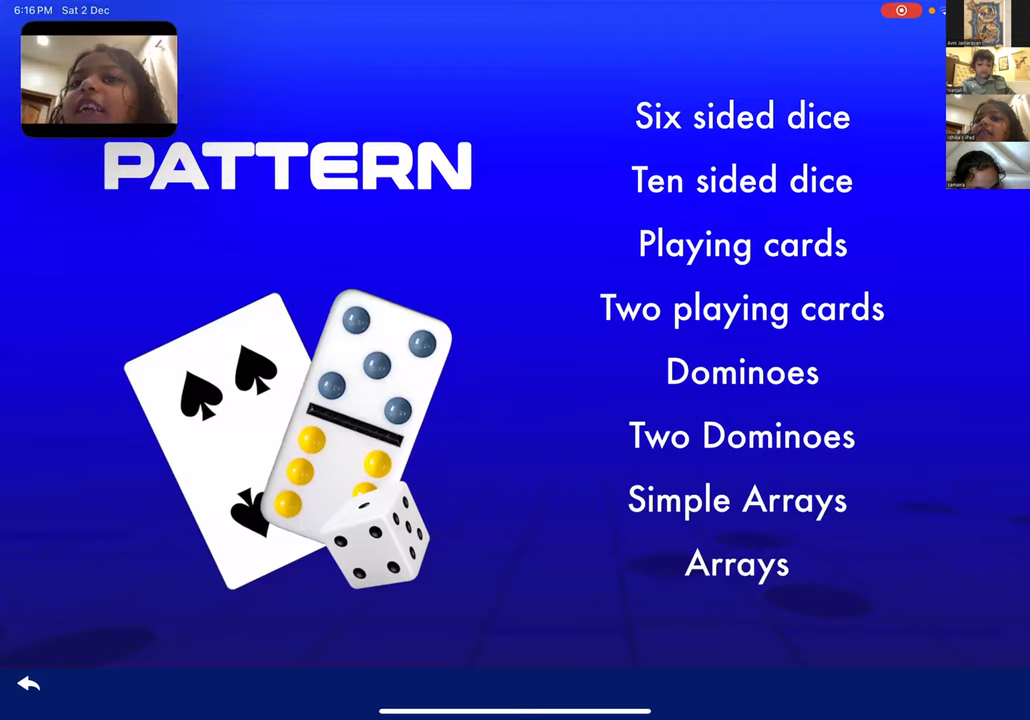 6:16 PM Sat 2 Dec
PATTERN
Six sided dice
Ten sided dice
Playing cards
Two playing cards
Dominoes
Two Dominoes
Simple Arrays
Arrays